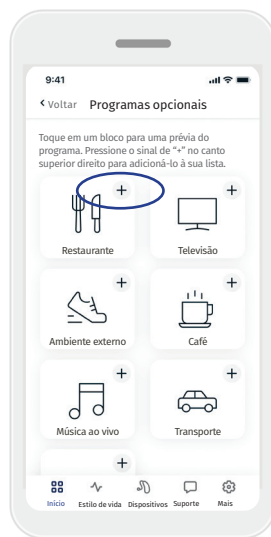 9:41
Voltar Programas opcionais
Toque em um bloco para uma prévia do
programa. Pressione o sinal de “+” no canto
superior direito para adicioná-lo à sua lista.
+ +
Restaurante Televisão
+ +
Ambiente externo Café
+ +
Música ao vivo Transporte
+
Início Estilo de vida Dispositivos Suporte Mais